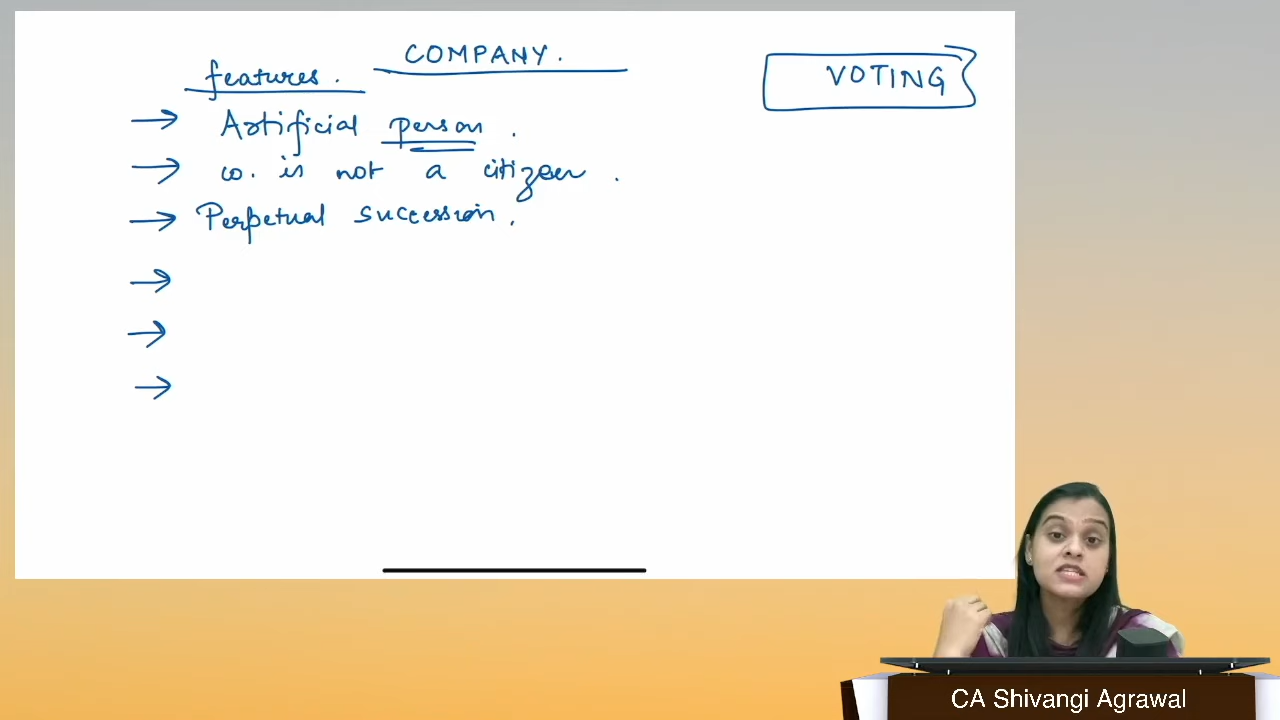 COMPANY.
features.
VOTING
→ Artificial person.
→ co. is not a citizen.
→ Perpetual succession.
→
→
→
CA Shivangi Agrawal